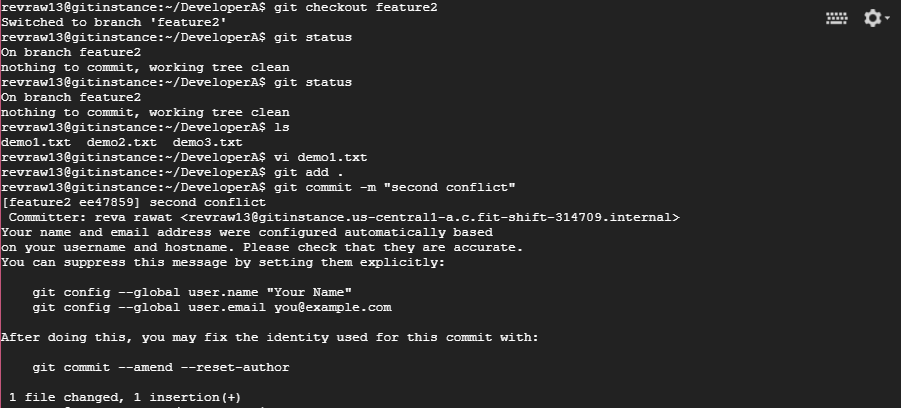 revraw13@gitinstance:~/DeveloperA$ git checkout feature2
Switched to branch 'feature2'
revraw13@gitinstance:~/DeveloperA$ git status
On branch feature2
nothing to commit, working tree clean
revraw13@gitinstance:~/DeveloperA$ git status
On branch feature2
nothing to commit, working tree clean
revraw13@gitinstance:~/DeveloperA$ ls
demo1.txt  demo2.txt  demo3.txt
revraw13@gitinstance:~/DeveloperA$ vi demo1.txt
revraw13@gitinstance:~/DeveloperA$ git add .
revraw13@gitinstance:~/DeveloperA$ git commit -m "second conflict"
[feature2 ee47859] second conflict
 Committer: reva rawat <revraw13@gitinstance.us-central1-a.c.fit-shift-314709.internal>
Your name and email address were configured automatically based
on your username and hostname. Please check that they are accurate.
You can suppress this message by setting them explicitly:
    git config --global user.name "Your Name"
    git config --global user.email you@example.com
After doing this, you may fix the identity used for this commit with:
    git commit --amend --reset-author
 1 file changed, 1 insertion(+)